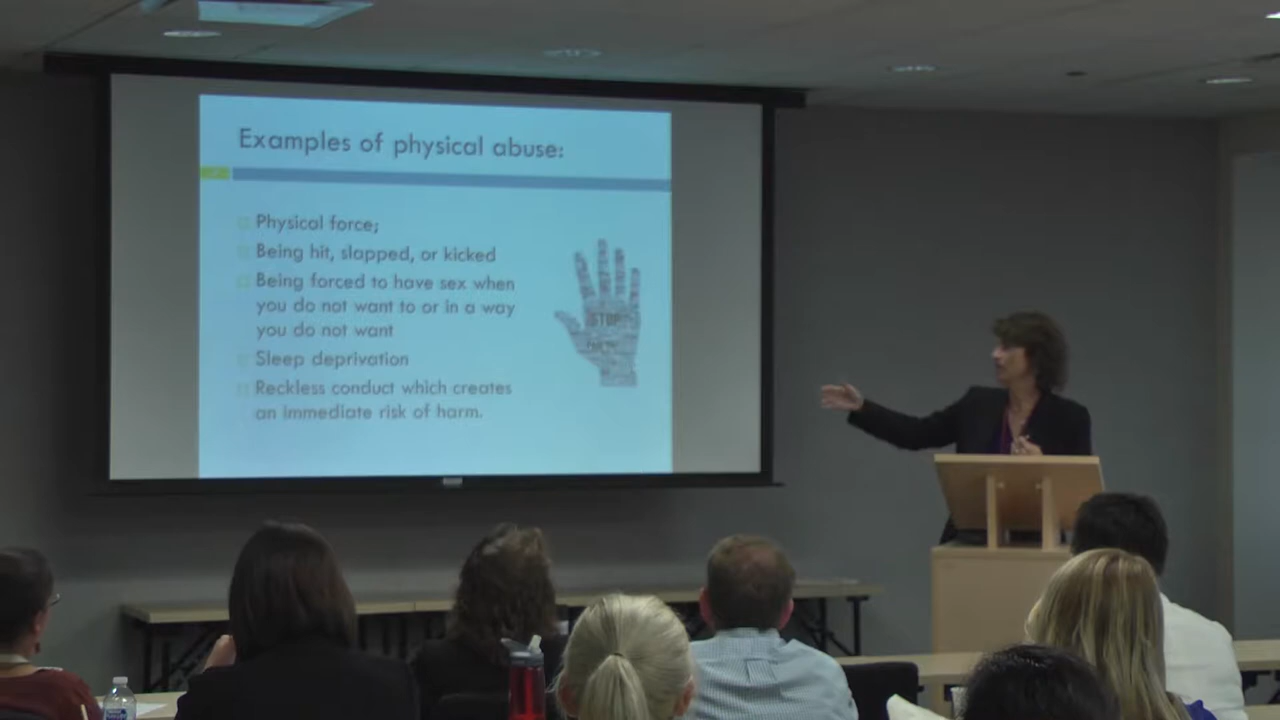 Examples of physical abuse:
Physical force;
Being hit, slapped, or kicked
Being forced to have sex when
you do not want to or in a way
you do not want
Sleep deprivation
Reckless conduct which creates
an immediate risk of harm.
STOP